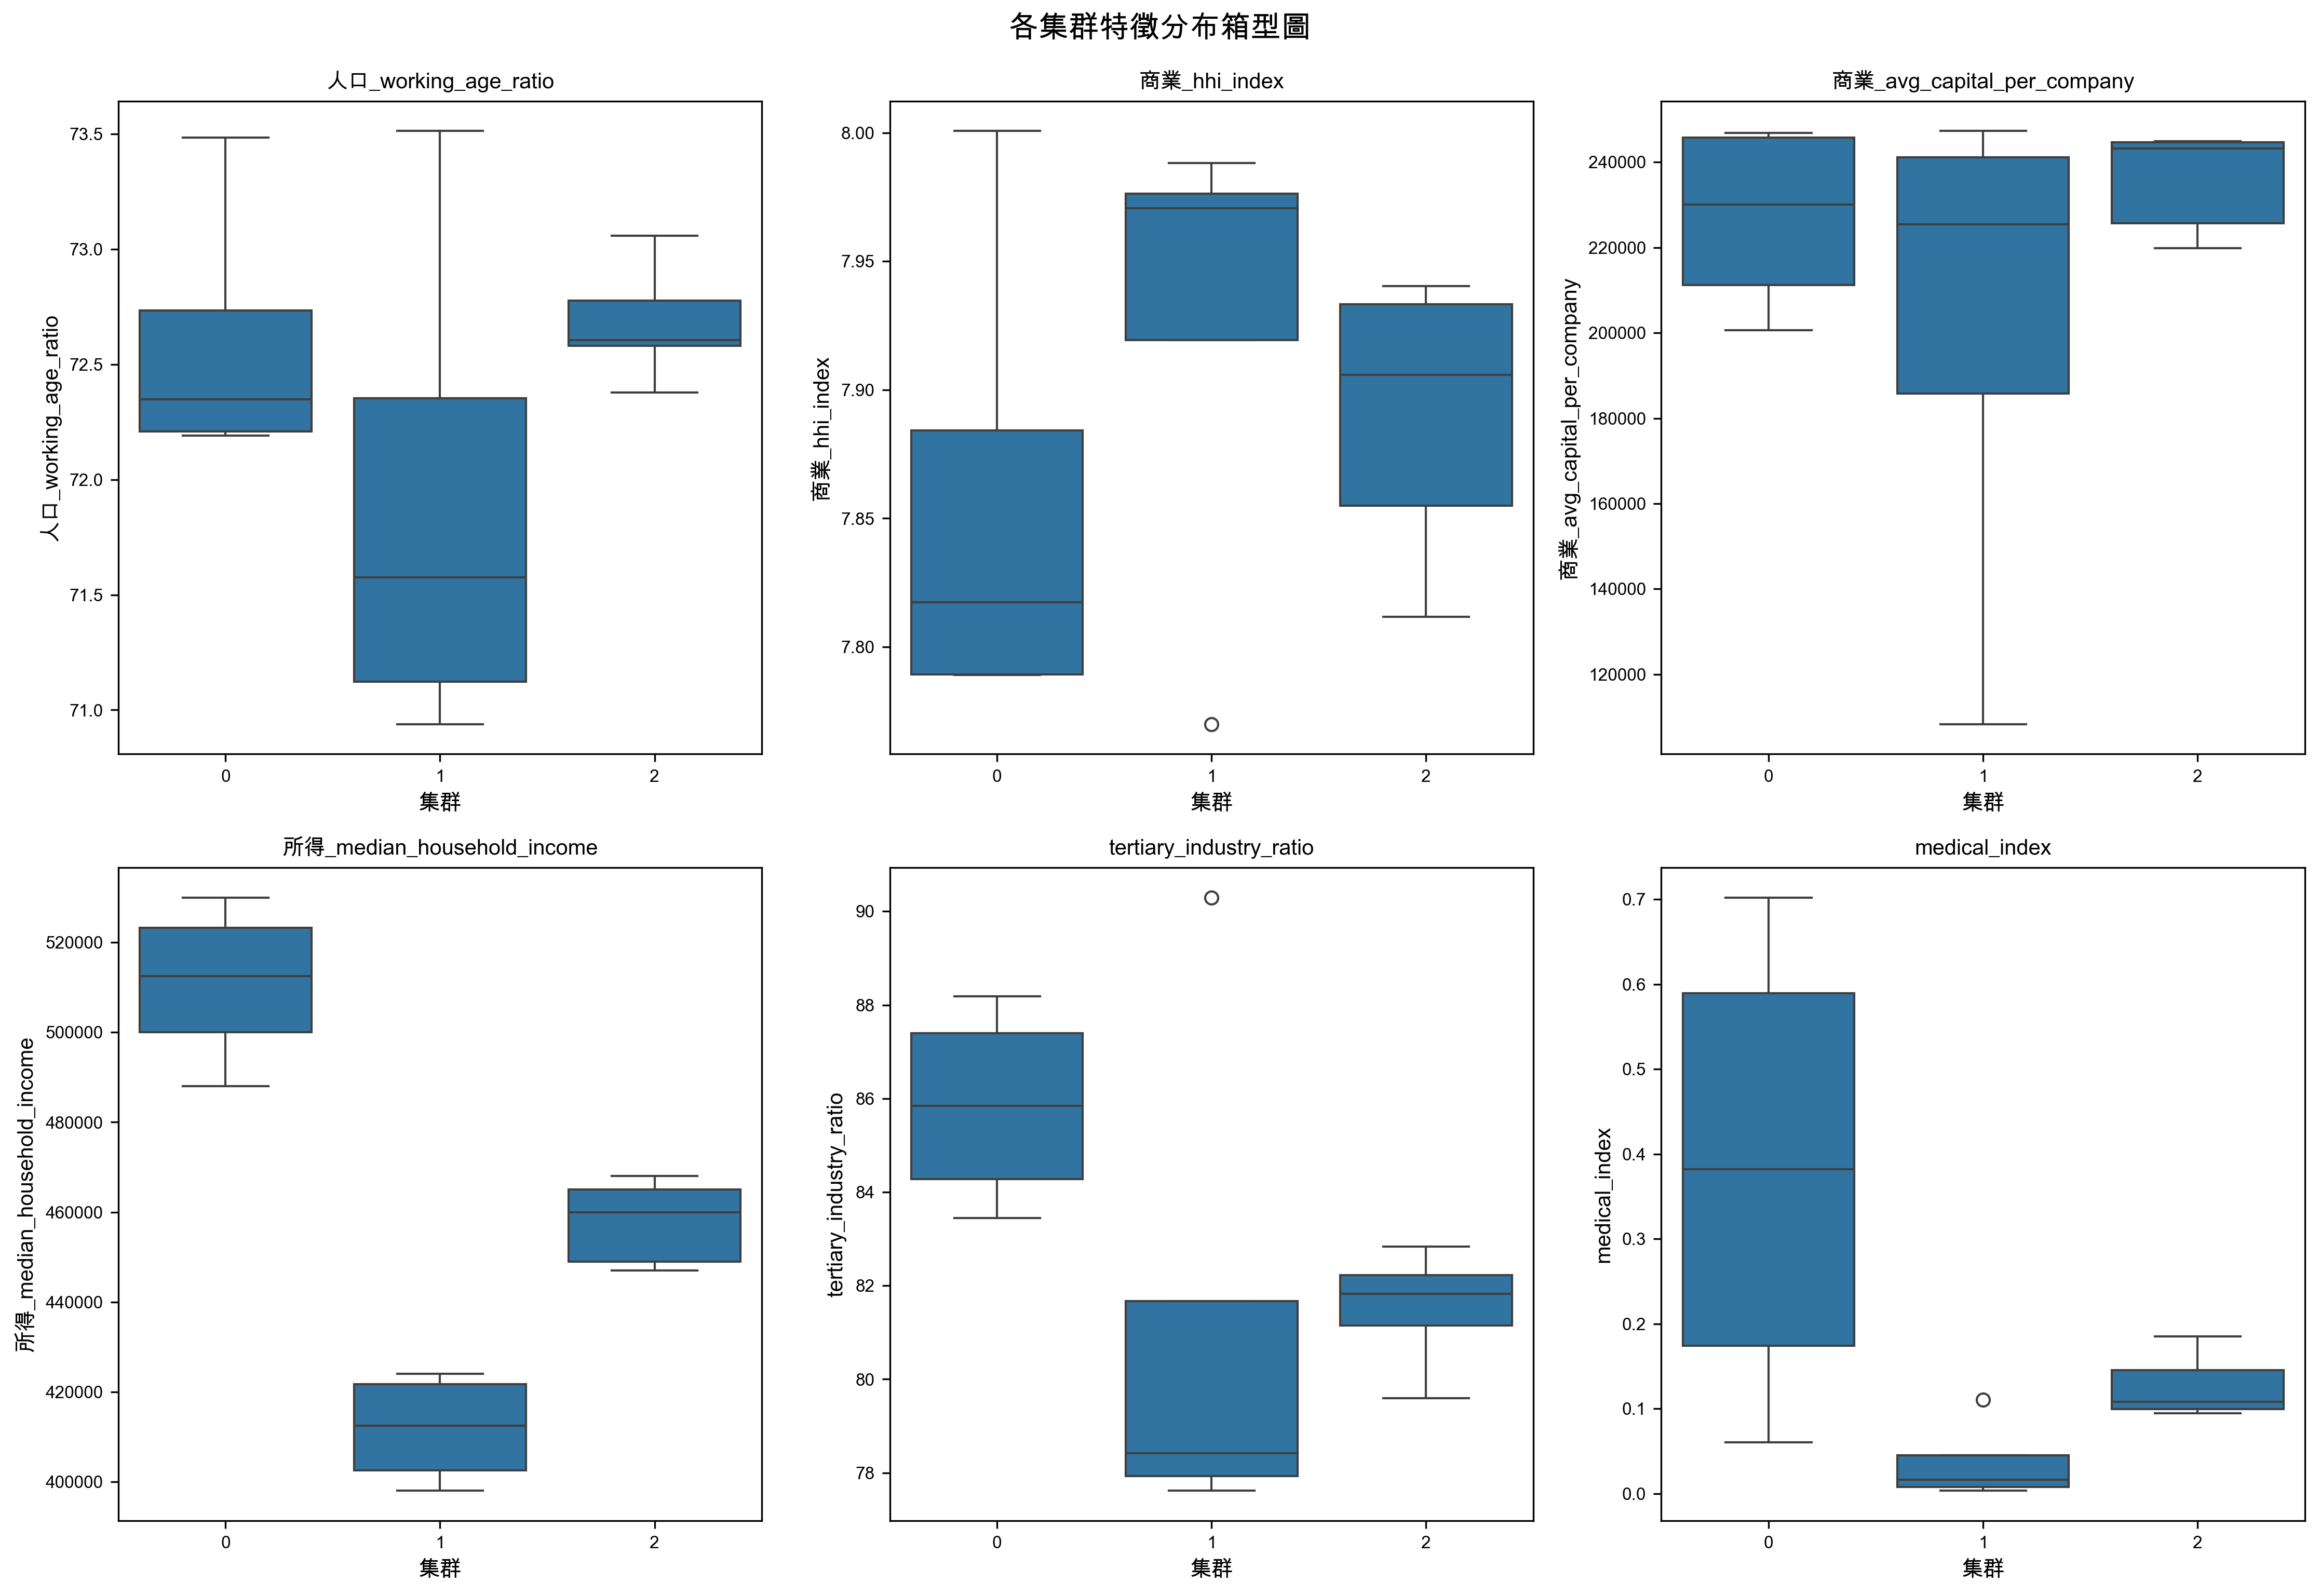 各集群特徵分布箱型圖
人口_working_age_ratio
人口_working_age_ratio
73.5
73.0
72.5
72.0
71.5
71.0
0 1 2
集群
商業_hhi_index
商業_hhi_index
8.00
7.95
7.90
7.85
7.80
0 1 2
集群
商業_avg_capital_per_company
商業_avg_capital_per_company
240000
220000
200000
180000
160000
140000
120000
0 1 2
集群
所得_median_household_income
所得_median_household_income
520000
500000
480000
460000
440000
420000
400000
0 1 2
集群
tertiary_industry_ratio
tertiary_industry_ratio
90
88
86
84
82
80
78
0 1 2
集群
medical_index
medical_index
0.7
0.6
0.5
0.4
0.3
0.2
0.1
0.0
0 1 2
集群